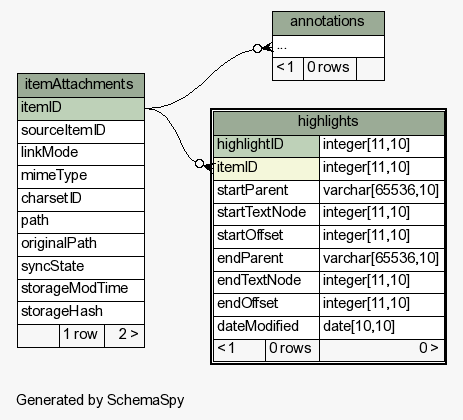 annotations
...
< 1 0 rows
itemAttachments
itemID
sourceItemID
linkMode
mimeType
charsetID
path
originalPath
syncState
storageModTime
storageHash
1 row 2 >
highlights
highlightID integer[11,10]
itemID integer[11,10]
startParent varchar[65536,10]
startTextNode integer[11,10]
startOffset integer[11,10]
endParent varchar[65536,10]
endTextNode integer[11,10]
endOffset integer[11,10]
dateModified date[10,10]
< 1 0 rows 0 >
Generated by SchemaSpy